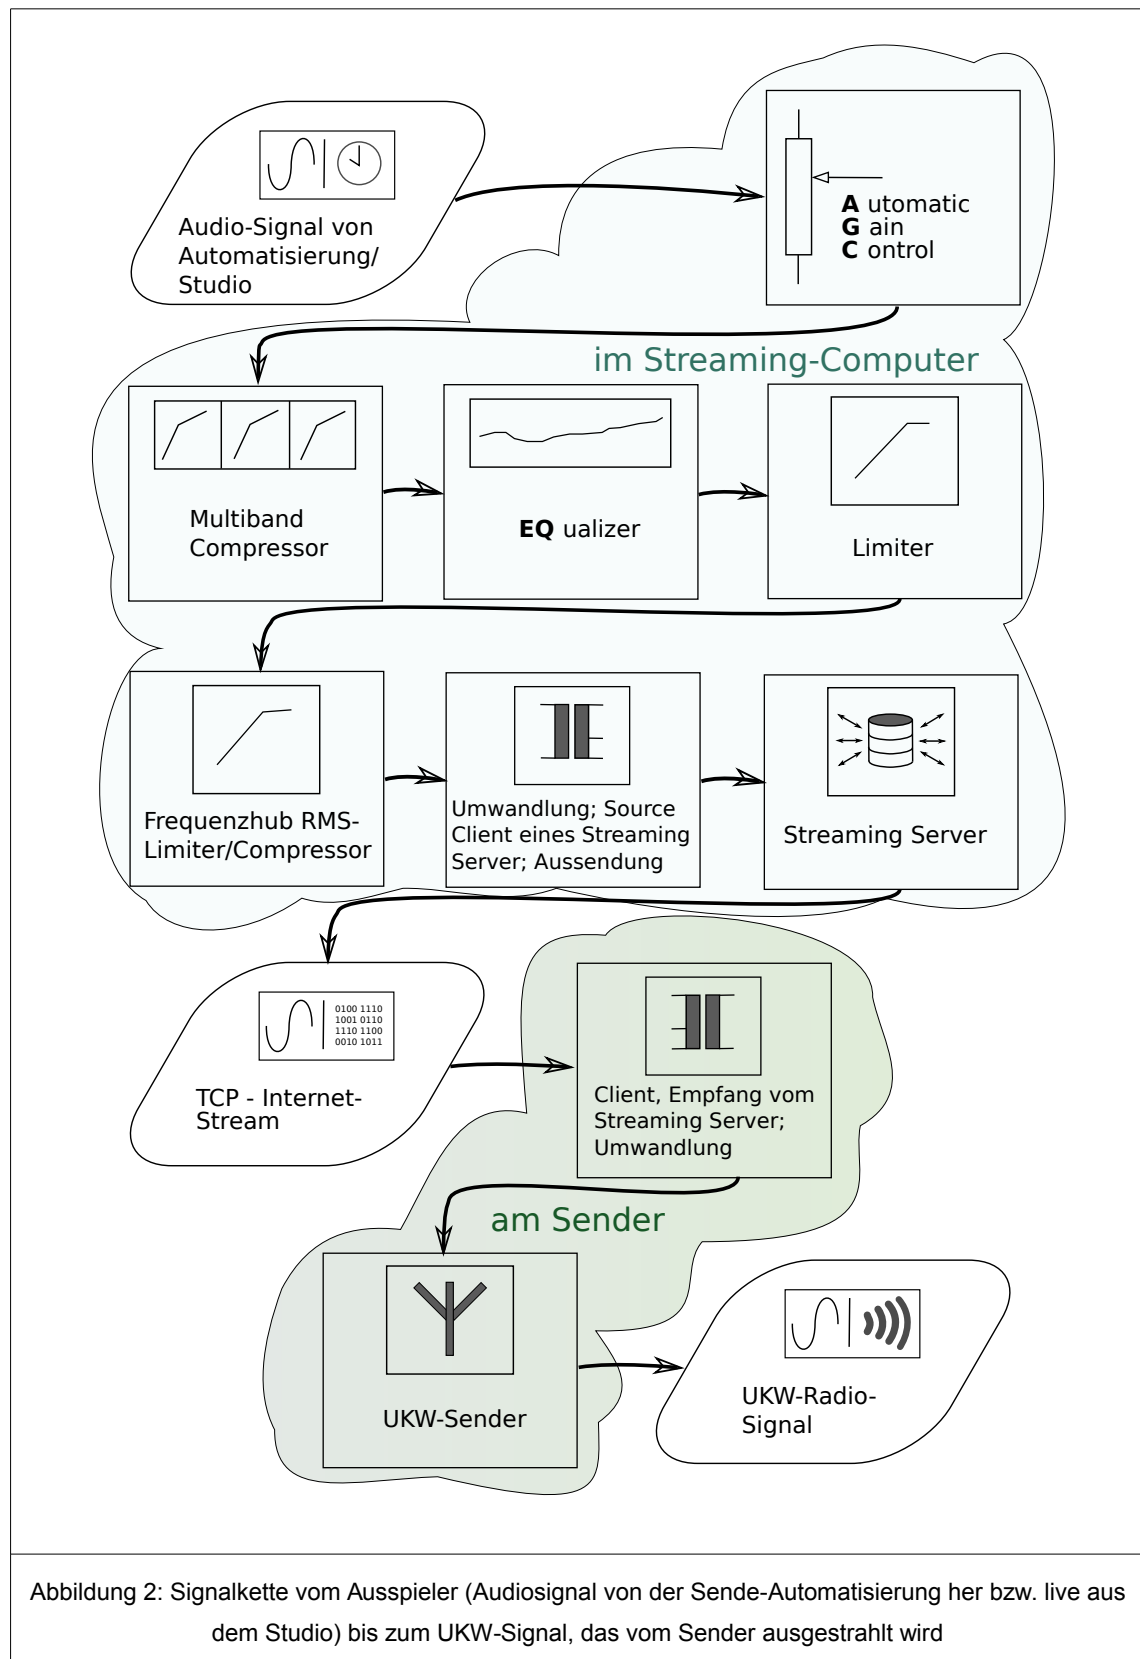 Audio-Signal von
Automatisierung/
Studio
A utomatic
G ain
C ontrol
im Streaming-Computer
Multiband
Compressor
EQ ualizer
Limiter
Frequenzhub RMS-
Limiter/Compressor
Umwandlung; Source
Client eines Streaming
Server; Aussendung
Streaming Server
0100 1110
1001 0110
1110 1100
0010 1011
TCP - Internet-
Stream
Client, Empfang vom
Streaming Server;
Umwandlung
am Sender
UKW-Sender
UKW-Radio-
Signal
Abbildung 2: Signalkette vom Ausspieler (Audiosignal von der Sende-Automatisierung her bzw. live aus
dem Studio) bis zum UKW-Signal, das vom Sender ausgestrahlt wird